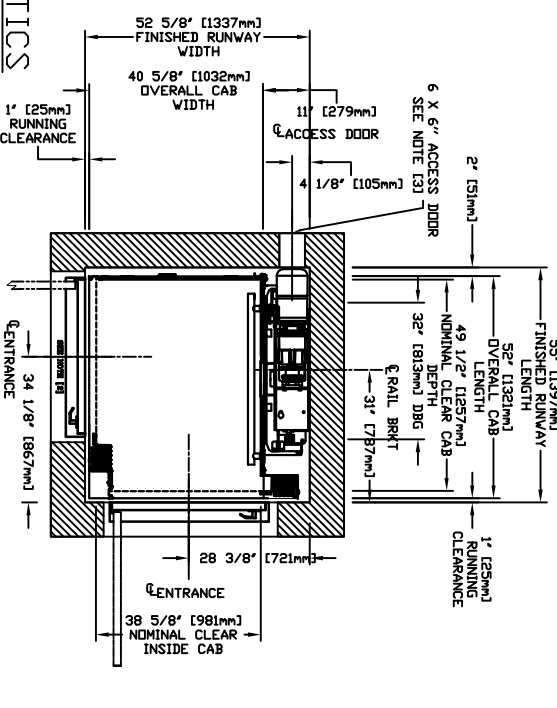 52 5/8" [1337mm]
FINISHED RUNWAY
WIDTH
40 5/8" [1032mm]
OVERALL CAB
WIDTH
1" [25mm]
RUNNING
CLEARANCE
11" [279mm]
℄ACCESS DOOR
4 1/8" [105mm]
6 X 6" ACCESS DOOR
SEE NOTE [3]
2" [51mm]
55" [1397mm]
FINISHED RUNWAY
LENGTH
52" [1321mm]
OVERALL CAB
LENGTH
49 1/2" [1257mm]
NOMINAL CLEAR CAB
DEPTH
32" [813mm] DBG
℄ RAIL BRKT
31" [787mm]
1" [25mm]
RUNNING
CLEARANCE
℄ENTRANCE
34 1/8" [867mm]
28 3/8" [721mm]
℄ENTRANCE
38 5/8" [981mm]
NOMINAL CLEAR
INSIDE CAB
TICS